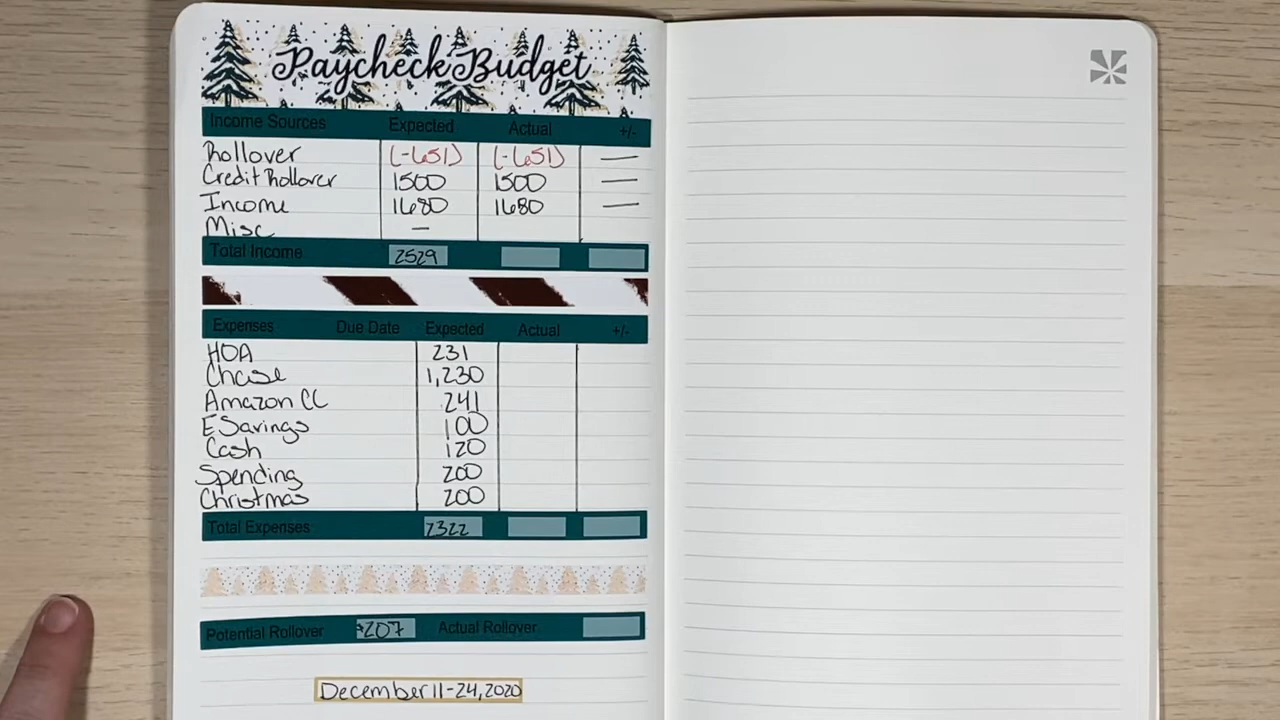 Paycheck Budget
Income Sources Expected Actual +/-
Rollover (-651) (-651) —
Credit Rollover 1500 1500 —
Income 1680 1680 —
Misc —
Total Income 2529
Expenses Due Date Expected Actual +/-
HOA 231
Chase 1,230
Amazon CC 241
ESavings 100
Cash 120
Spending 200
Christmas 200
Total Expenses 2322
Potential Rollover $207 Actual Rollover
December 11-24, 2020